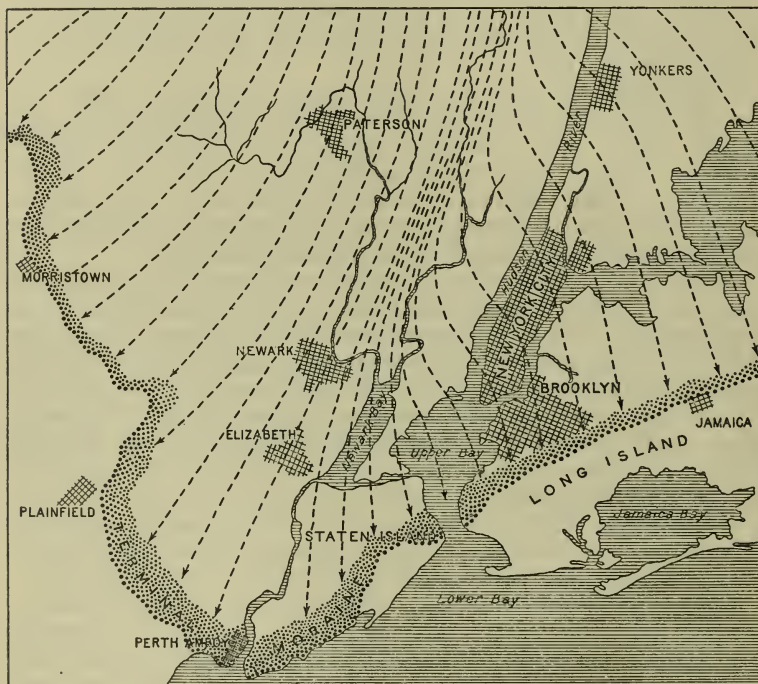 YONKERS
PATERSON
River
MORRISTOWN
Hudson
NEW YORK CITY
NEWARK
BROOKLYN
JAMAICA
ELIZABETH
Newark Bay
Upper Bay
LONG ISLAND
PLAINFIELD
Jamaica Bay
STATEN ISLAND
TERMINAL
MORAINE
Lower Bay
PERTH AMBOY